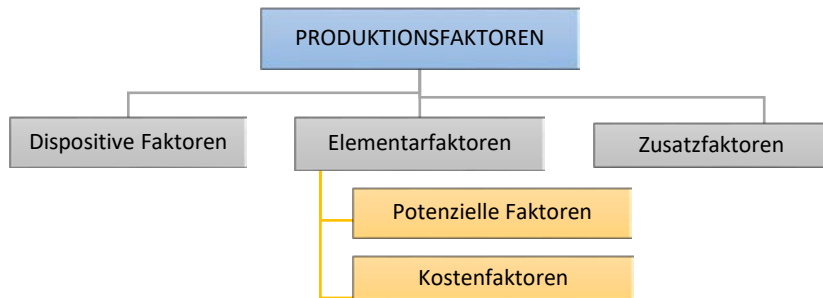 PRODUKTIONSFAKTOREN
Dispositive Faktoren
Elementarfaktoren
Zusatzfaktoren
Potenzielle Faktoren
Kostenfaktoren